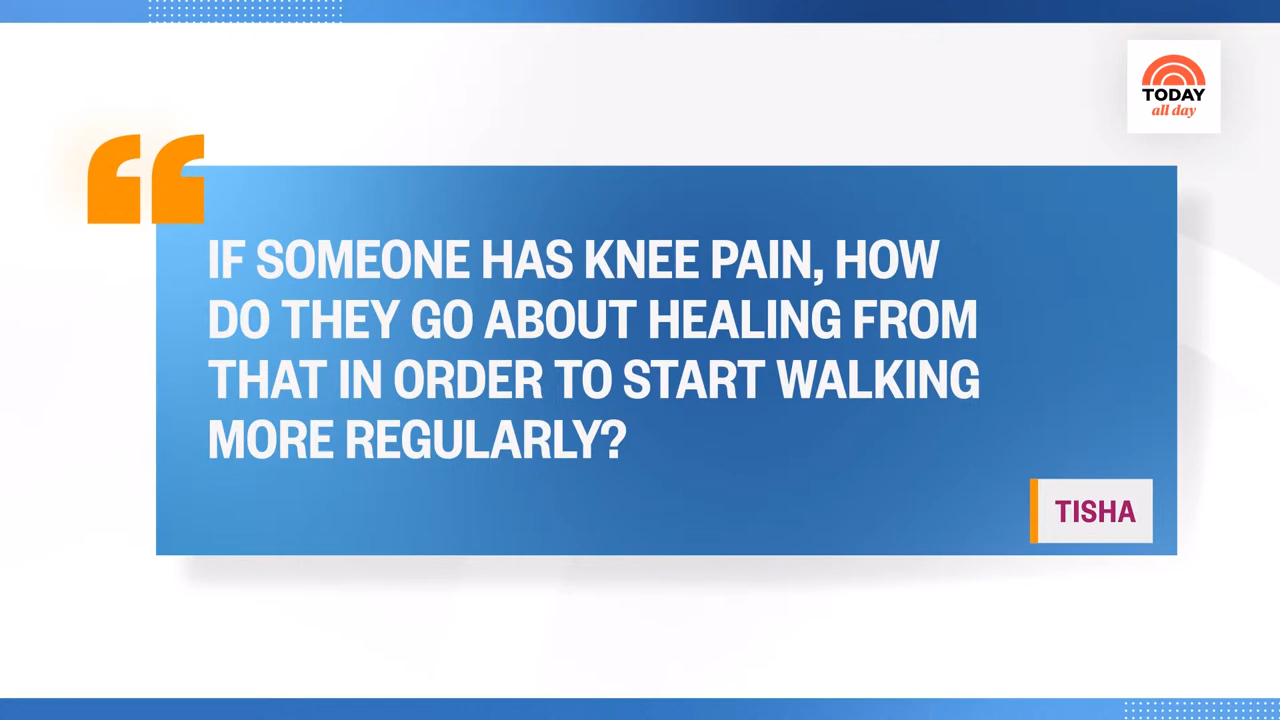 TODAY
all day
IF SOMEONE HAS KNEE PAIN, HOW
DO THEY GO ABOUT HEALING FROM
THAT IN ORDER TO START WALKING
MORE REGULARLY?
TISHA